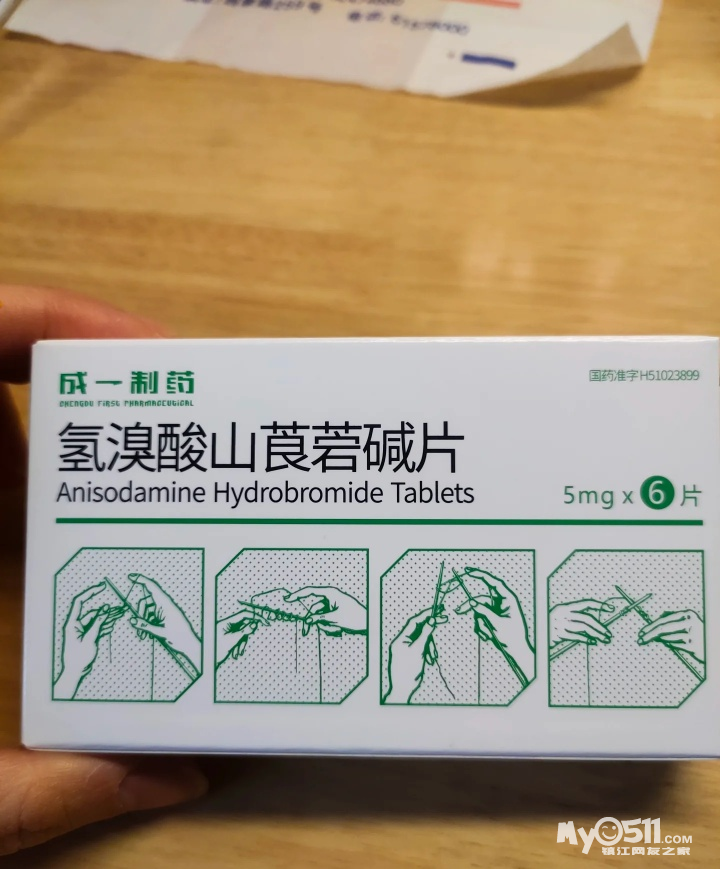 成一制药
CHENGDU FIRST PHARMACEUTICAL
国药准字H51023899
氢溴酸山莨菪碱片
Anisodamine Hydrobromide Tablets
5mg x 6 片
My0511.COM
镇江网友之家